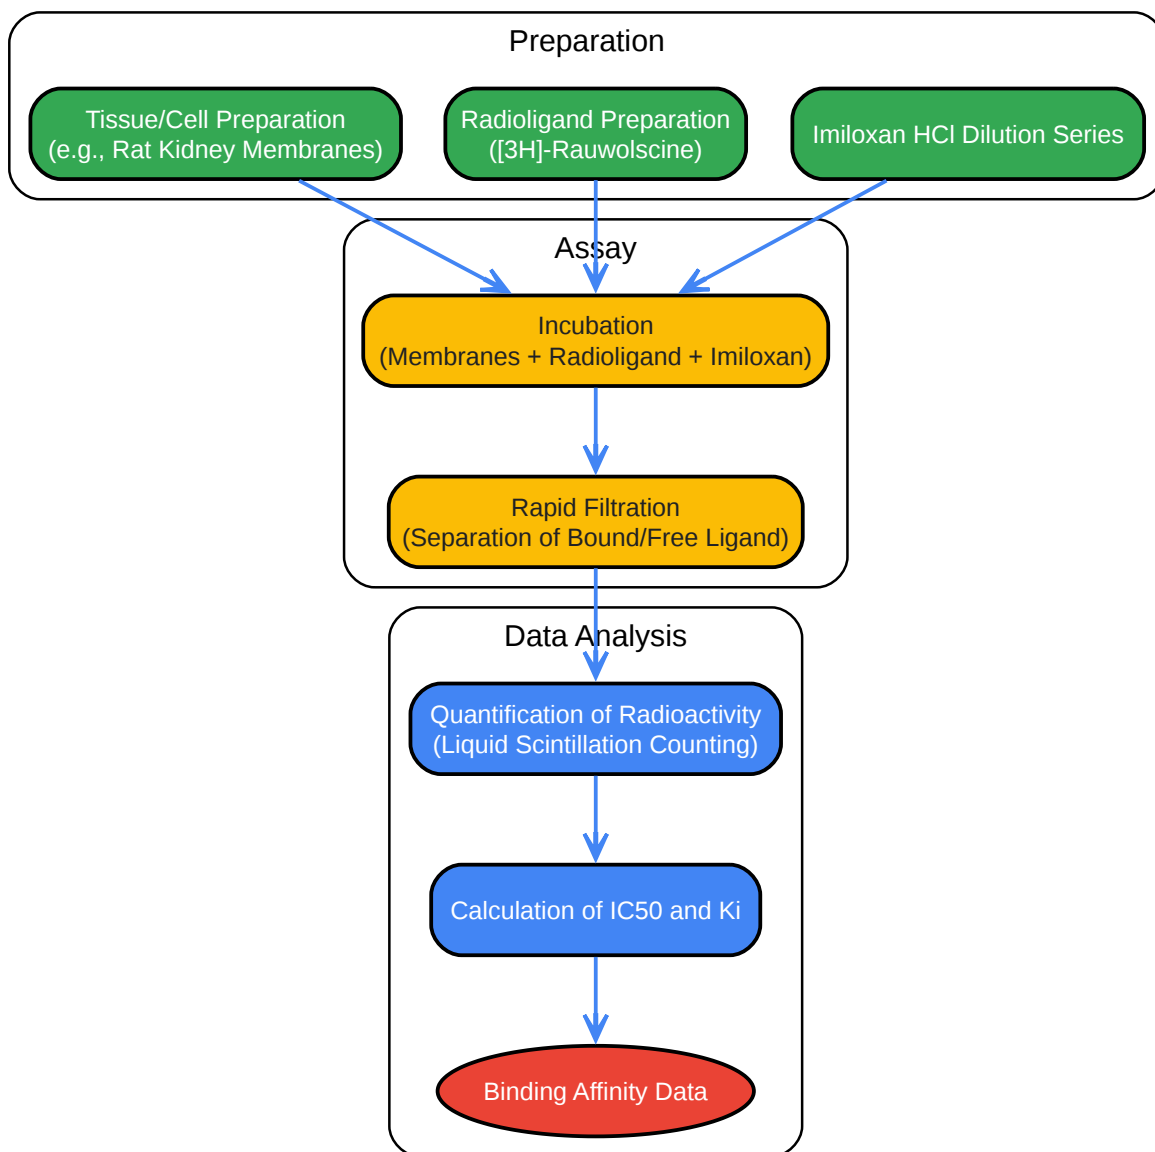 Preparation
Tissue/Cell Preparation
(e.g., Rat Kidney Membranes)
Radioligand Preparation
([3H]-Rauwolscine)
Imiloxan HCl Dilution Series
Assay
Incubation
(Membranes + Radioligand + Imiloxan)
Rapid Filtration
(Separation of Bound/Free Ligand)
Data Analysis
Quantification of Radioactivity
(Liquid Scintillation Counting)
Calculation of IC50 and Ki
Binding Affinity Data